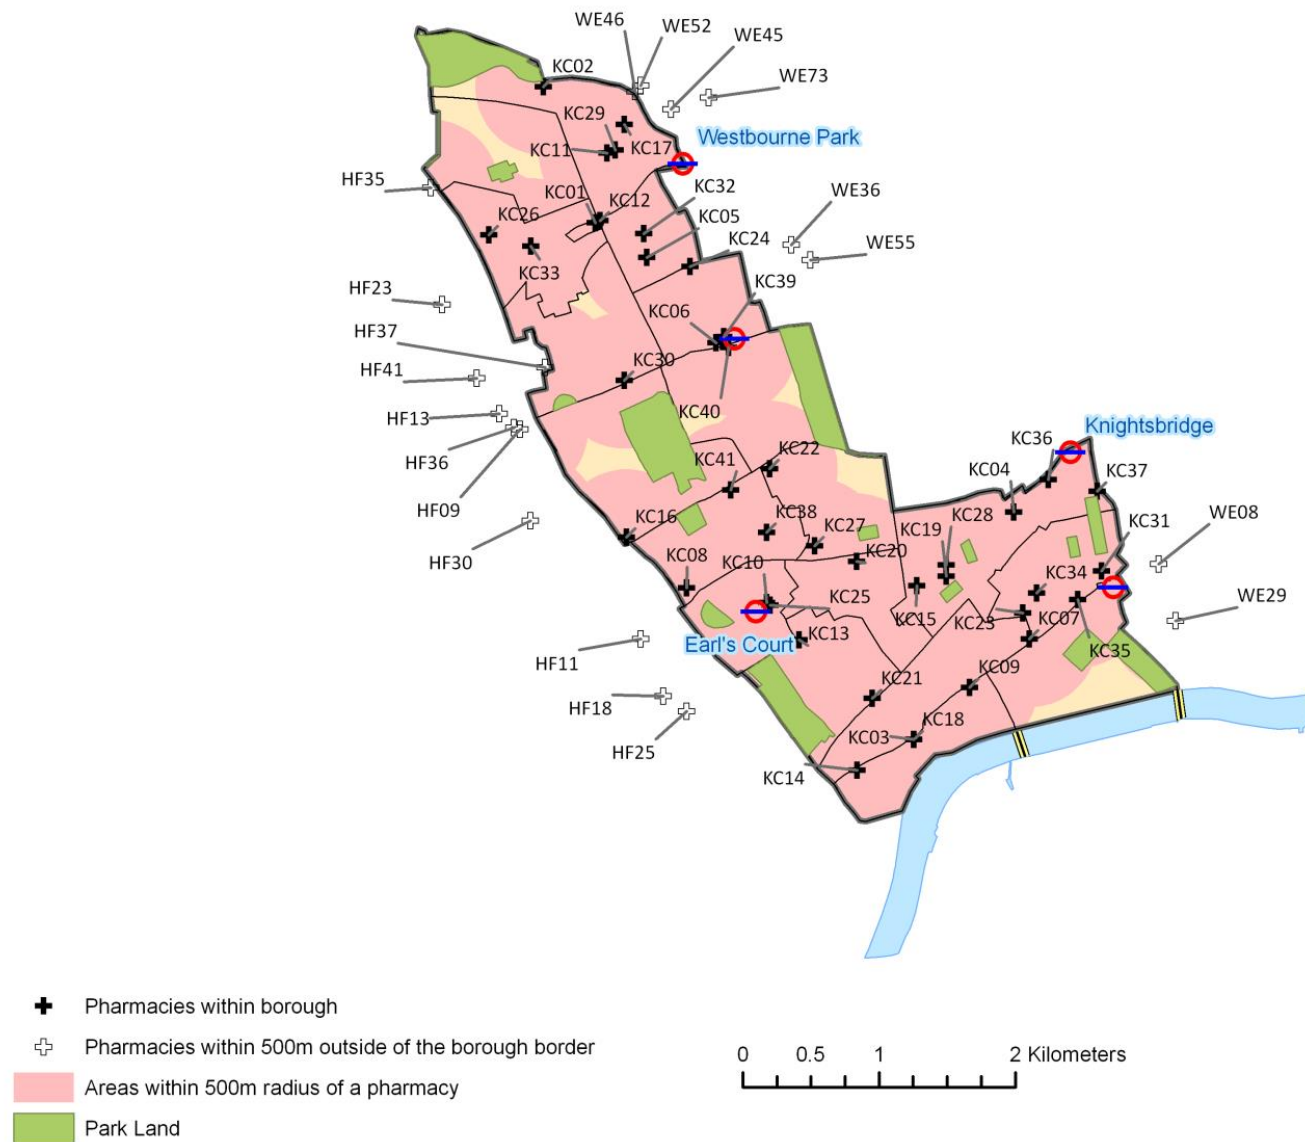 WE46
WE52
WE45
WE73
KC02
KC29
KC17
KC11
Westbourne Park
HF35
KC01
KC12
KC32
KC05
WE36
KC26
KC24
WE55
KC33
HF23
KC39
KC06
HF37
KC30
HF41
KC40
HF13
Knightsbridge
KC36
KC22
KC04
HF36
KC41
KC37
HF09
KC16
KC38
KC27
KC19
KC28
KC31
WE08
HF30
KC08
KC10
KC20
KC34
KC25
KC15
KC23
KC07
WE29
Earl's Court
KC13
KC35
HF11
KC21
KC09
HF18
KC03
KC18
HF25
KC14
Pharmacies within borough
Pharmacies within 500m outside of the borough border
Areas within 500m radius of a pharmacy
Park Land
0 0.5 1 2 Kilometers